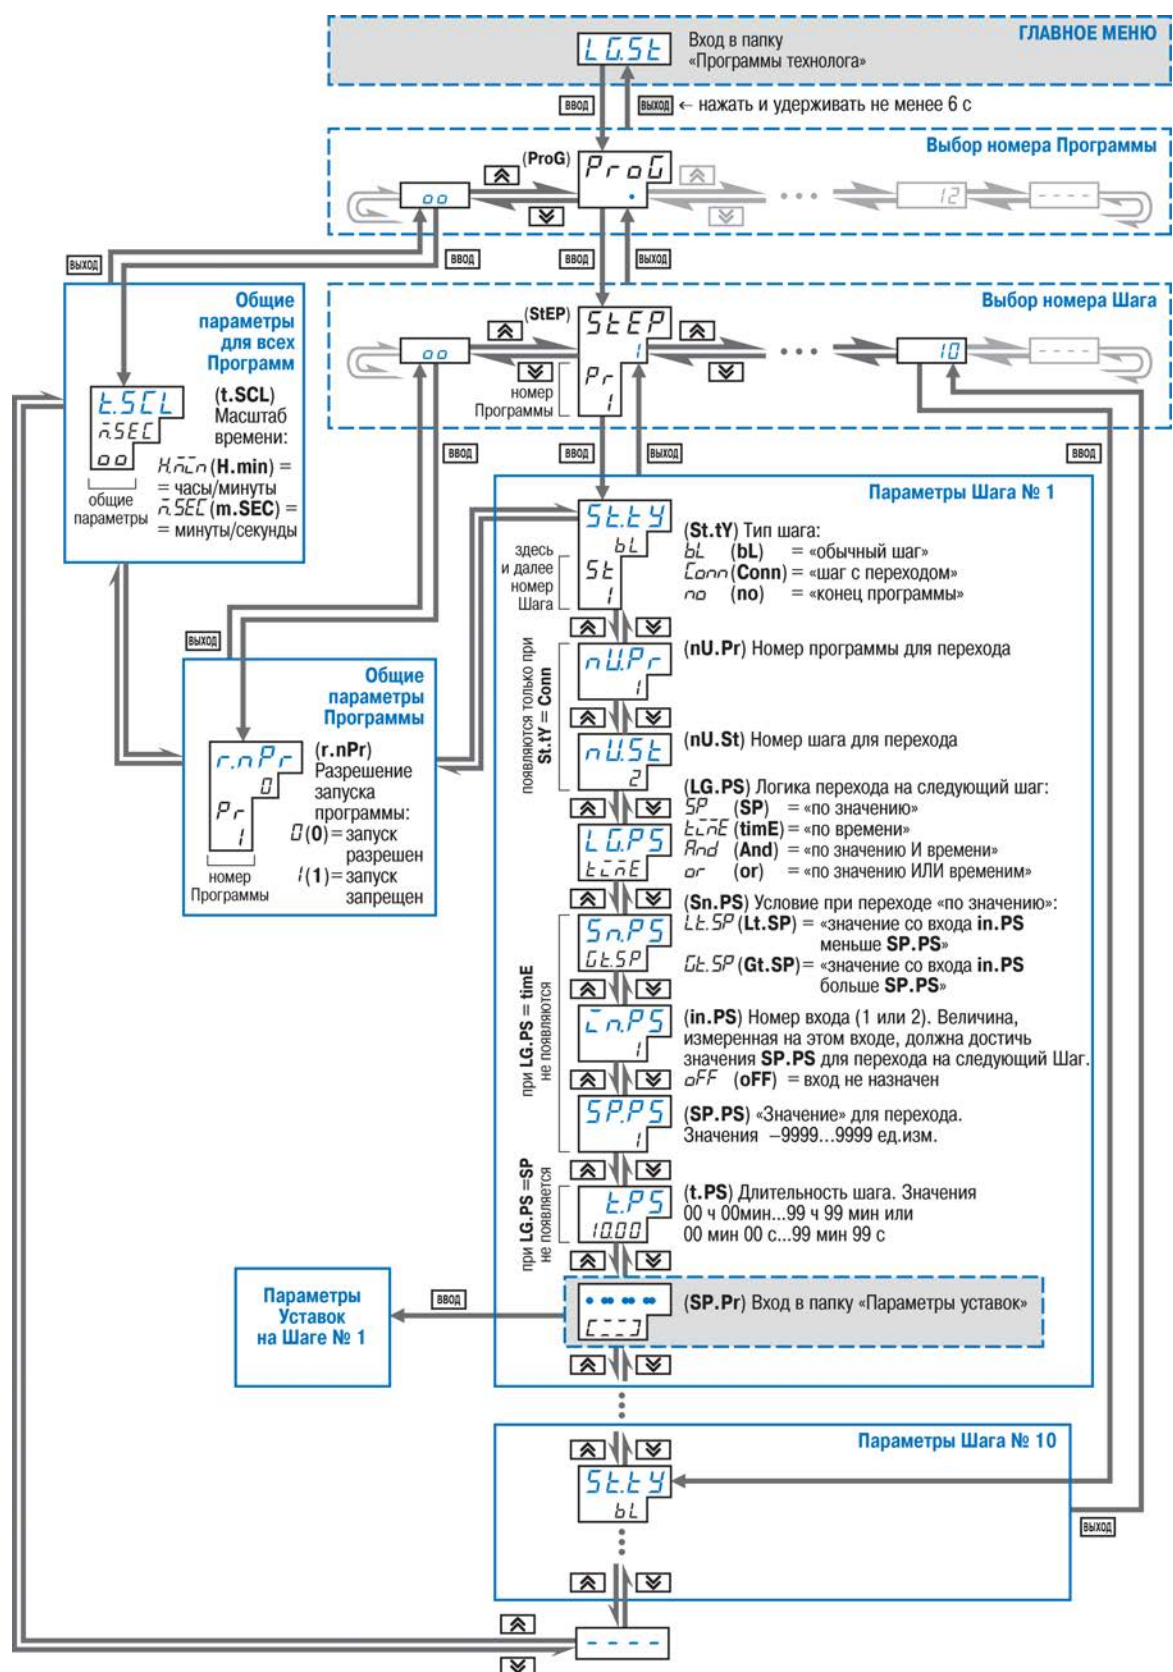 ГЛАВНОЕ МЕНЮ
LG.St
Вход в папку
«Программы технолога»
ВВОД
ВЫХОД
← нажать и удерживать не менее 6 с
Выбор номера Программы
(ProG)
ProG
oo
12
- - - -
ВЫХОД
ВВОД
ВВОД
ВЫХОД
Выбор номера Шага
(StEP)
StEP
1
oo
10
- - - -
номер
Программы
Pr
1
Общие
параметры
для всех
Программ
t.SCL
m.SEC
oo
общие
параметры
(t.SCL)
Масштаб
времени:
H.min (H.min) =
= часы/минуты
m.SEC (m.SEC) =
= минуты/секунды
ВВОД
ВВОД
ВЫХОД
ВВОД
Параметры Шага № 1
St.tY
bL
St
1
здесь
и далее
номер
Шага
(St.tY) Тип шага:
bL (bL) = «обычный шаг»
Conn (Conn) = «шаг с переходом»
no (no) = «конец программы»
ВЫХОД
Общие
параметры
Программы
r.nPr
0
Pr
1
номер
Программы
(r.nPr)
Разрешение
запуска
программы:
0 (0) = запуск
разрешен
1 (1) = запуск
запрещен
появляются только при
St.tY = Conn
nU.Pr
1
(nU.Pr) Номер программы для перехода
nU.St
2
(nU.St) Номер шага для перехода
LG.PS
timE
(LG.PS) Логика перехода на следующий шаг:
SP (SP) = «по значению»
timE (timE) = «по времени»
And (And) = «по значению И времени»
or (or) = «по значению ИЛИ временим»
при LG.PS = timE
не появляются
Sn.PS
Gt.SP
(Sn.PS) Условие при переходе «по значению»:
Lt.SP (Lt.SP) = «значение со входа in.PS
меньше SP.PS»
Gt.SP (Gt.SP) = «значение со входа in.PS
больше SP.PS»
in.PS
1
(in.PS) Номер входа (1 или 2). Величина,
измеренная на этом входе, должна достичь
значения SP.PS для перехода на следующий Шаг.
oFF (oFF) = вход не назначен
SP.PS
1
(SP.PS) «Значение» для перехода.
Значения –9999...9999 ед.изм.
при LG.PS =SP
не появляется
t.PS
10.00
(t.PS) Длительность шага. Значения
00 ч 00мин...99 ч 99 мин или
00 мин 00 с...99 мин 99 с
Параметры
Уставок
на Шаге № 1
ВВОД
(SP.Pr) Вход в папку «Параметры уставок»
Параметры Шага № 10
St.tY
bL
ВЫХОД
- - - -